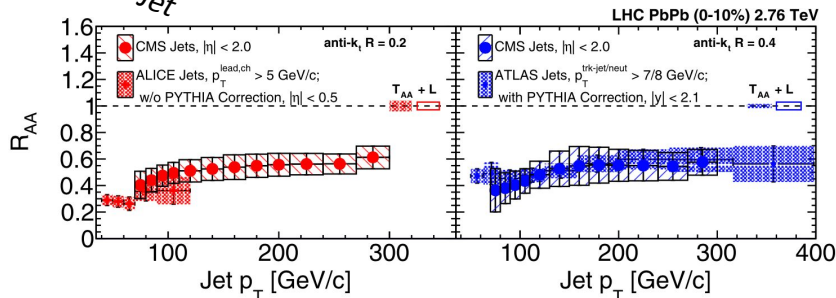 jet
LHC PbPb (0-10%) 2.76 TeV
R_AA
1.6
1.4
1.2
1
0.8
0.6
0.4
0.2
0
CMS Jets, |η| < 2.0
anti-k_t R = 0.2
ALICE Jets, p_T^lead,ch > 5 GeV/c;
w/o PYTHIA Correction, |η| < 0.5
T_AA + L
100
200
300
Jet p_T [GeV/c]
CMS Jets, |η| < 2.0
anti-k_t R = 0.4
ATLAS Jets, p_T^trk-jet/neut > 7/8 GeV/c;
with PYTHIA Correction, |y| < 2.1
T_AA + L
100
200
300
400
Jet p_T [GeV/c]